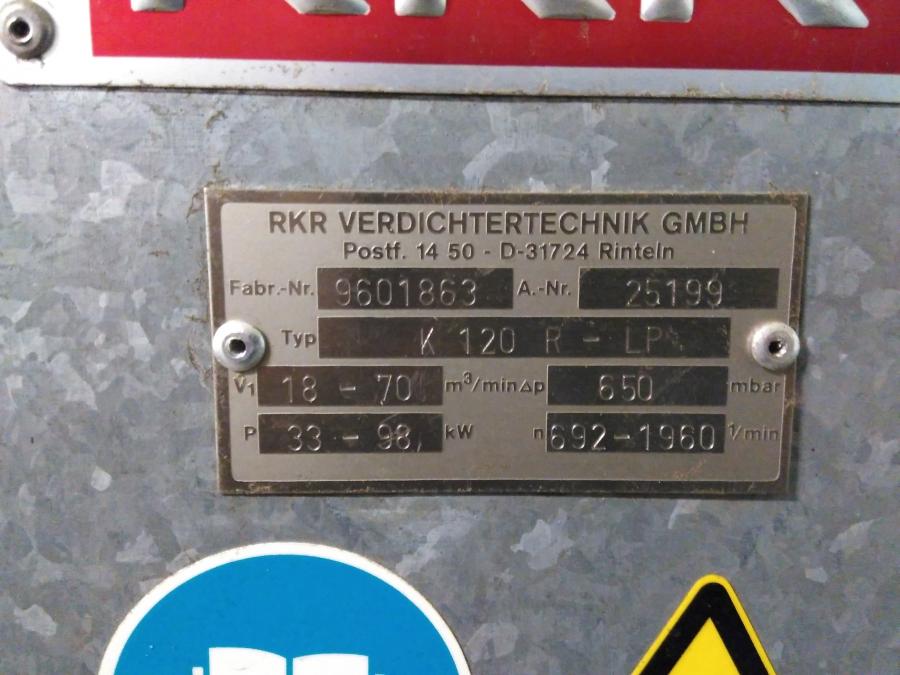 RKR VERDICHTERTECHNIK GMBH
Postf. 14 50 - D-31724 Rinteln
Fabr.-Nr. 9601863 A.-Nr. 25199
Typ K 120 R - LP
V̇1 18 - 70 m³/min Δp 650 mbar
P 33 - 98 kW n 692-1960 1/min